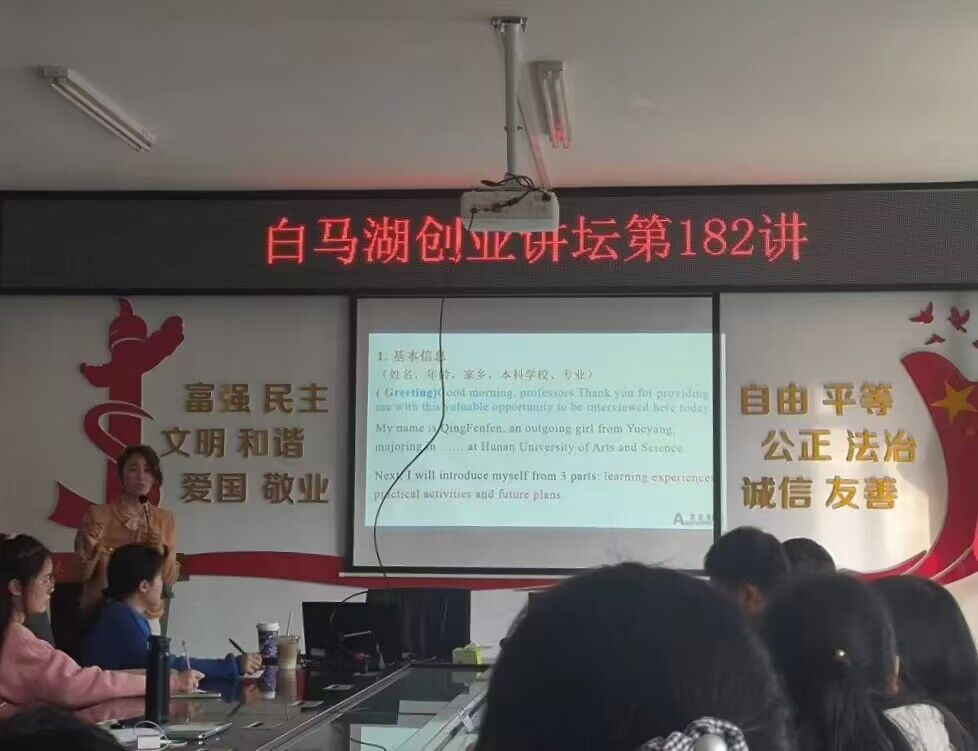 白马湖创业讲坛第182讲
富强 民主
文明 和谐
爱国 敬业
1. 基本信息
（姓名，年龄，家乡，本科学校、专业）
( Greeting)Good morning, professors.Thank you for providing
me with this valuable opportunity to be interviewed here today
My name is QingFenfen, an outgoing girl from Yueyang,
majoring in ...... at Hunan University of Arts and Science.
Next, I will introduce myself from 3 parts: learning experiences
practical activities and future plans.
自由 平等
公正 法治
诚信 友善